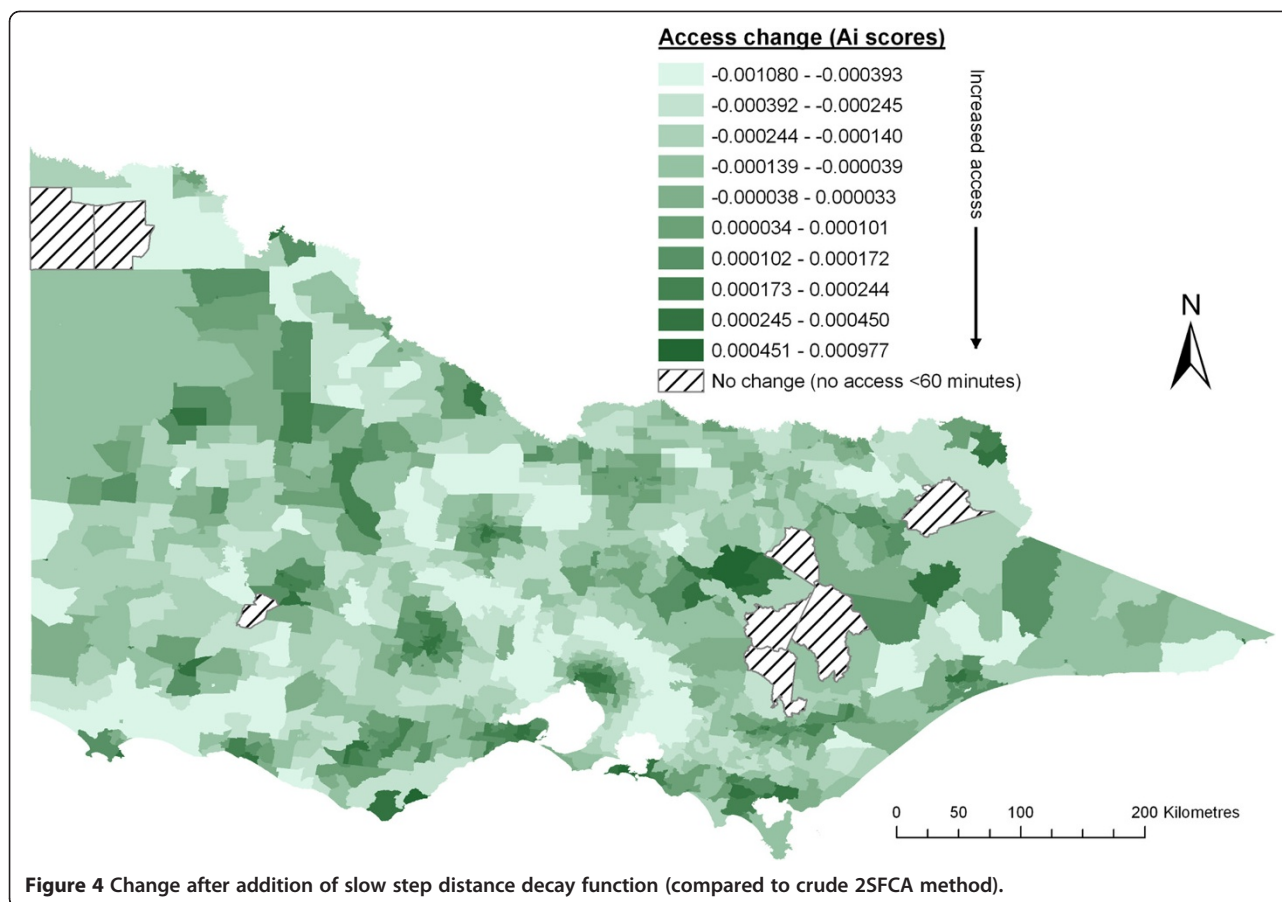 Access change (Ai scores)
-0.001080 - -0.000393
-0.000392 - -0.000245
-0.000244 - -0.000140
-0.000139 - -0.000039
-0.000038 - 0.000033
0.000034 - 0.000101
0.000102 - 0.000172
0.000173 - 0.000244
0.000245 - 0.000450
0.000451 - 0.000977
No change (no access <60 minutes)
Increased access
N
0 50 100 200 Kilometres
Figure 4 Change after addition of slow step distance decay function (compared to crude 2SFCA method).